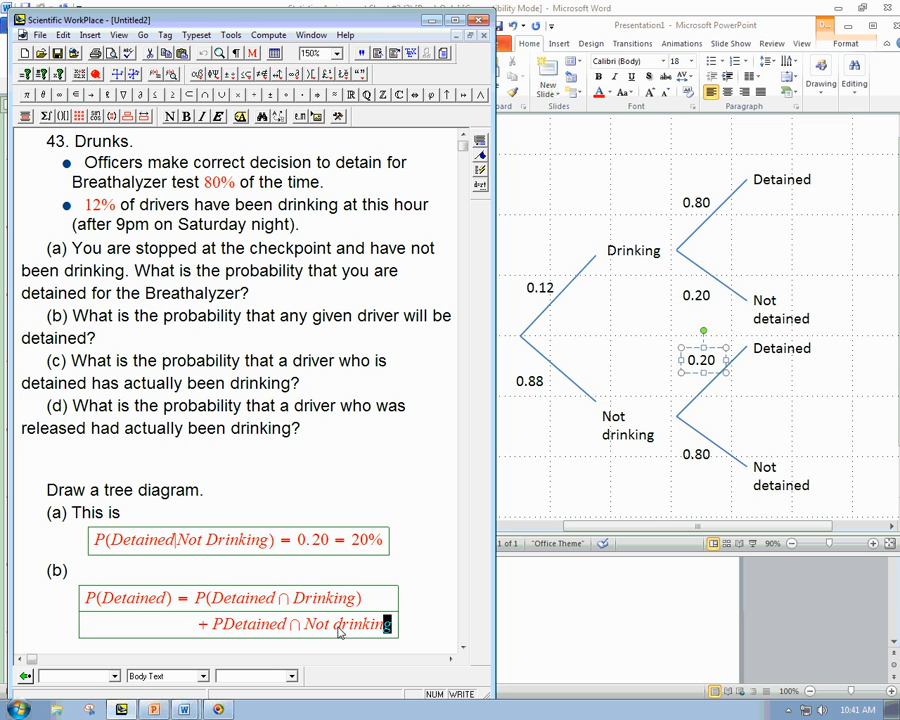 Scientific WorkPlace - [Untitled2]
File Edit Insert View Go Tag Typeset Tools Compute Window Help
150%
N B I E
43. Drunks.
Officers make correct decision to detain for
Breathalyzer test 80% of the time.
12% of drivers have been drinking at this hour
(after 9pm on Saturday night).
(a) You are stopped at the checkpoint and have not
been drinking. What is the probability that you are
detained for the Breathalyzer?
(b) What is the probability that any given driver will be
detained?
(c) What is the probability that a driver who is
detained has actually been drinking?
(d) What is the probability that a driver who was
released had actually been drinking?
Draw a tree diagram.
(a) This is
P(Detained|Not Drinking) = 0.20 = 20%
(b)
P(Detained) = P(Detained ∩ Drinking)
+ PDetained ∩ Not drinking
Body Text
NUM WRITE
Microsoft Word
Presentation1 - Microsoft PowerPoint
Home Insert Design Transitions Animations Slide Show Review View Format
New
Slide
Slides
Calibri (Body) 18
Font
Paragraph
Drawing
Editing
Drinking
Not
drinking
0.12
0.88
0.80
0.20
0.20
0.80
Detained
Not
detained
Detained
Not
detained
1 of 1 "Office Theme" 90%
100%
10:41 AM